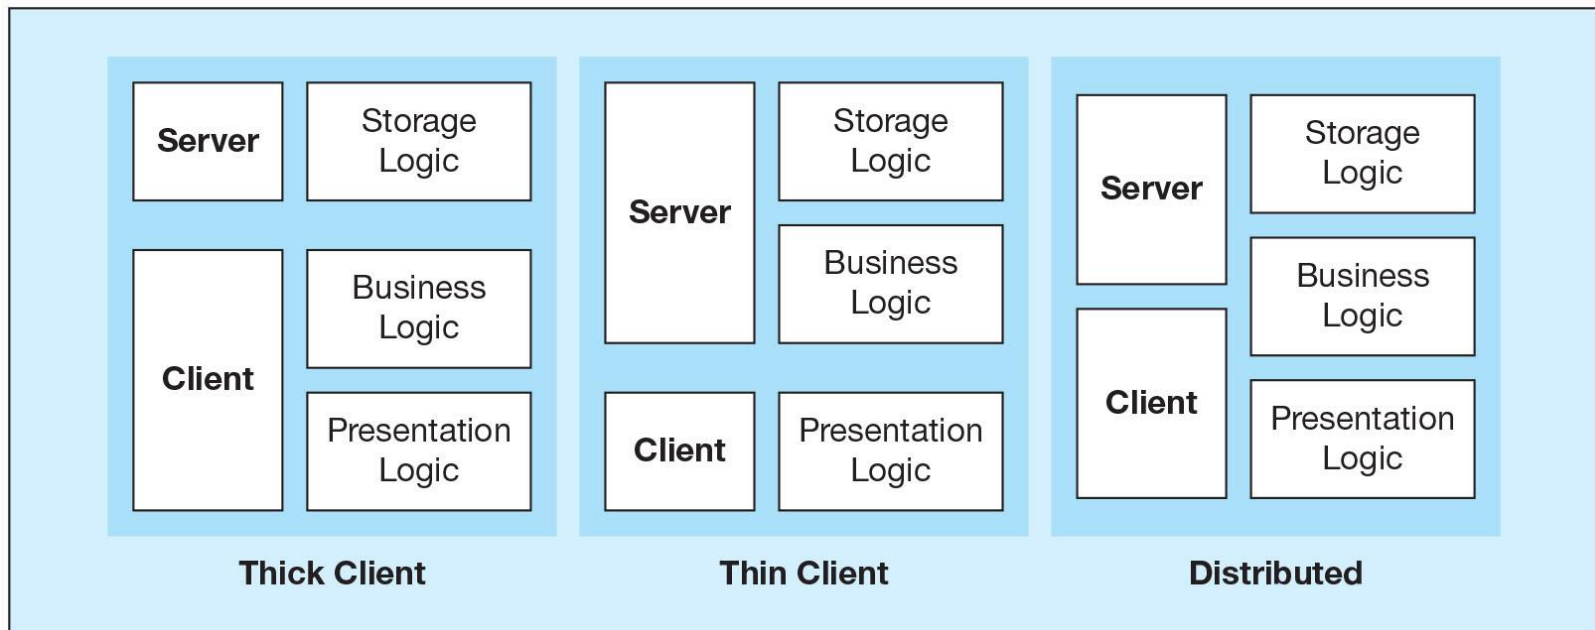 Server
Storage
Logic
Client
Business
Logic
Presentation
Logic
Thick Client
Server
Storage
Logic
Business
Logic
Client
Presentation
Logic
Thin Client
Server
Storage
Logic
Business
Logic
Client
Presentation
Logic
Distributed